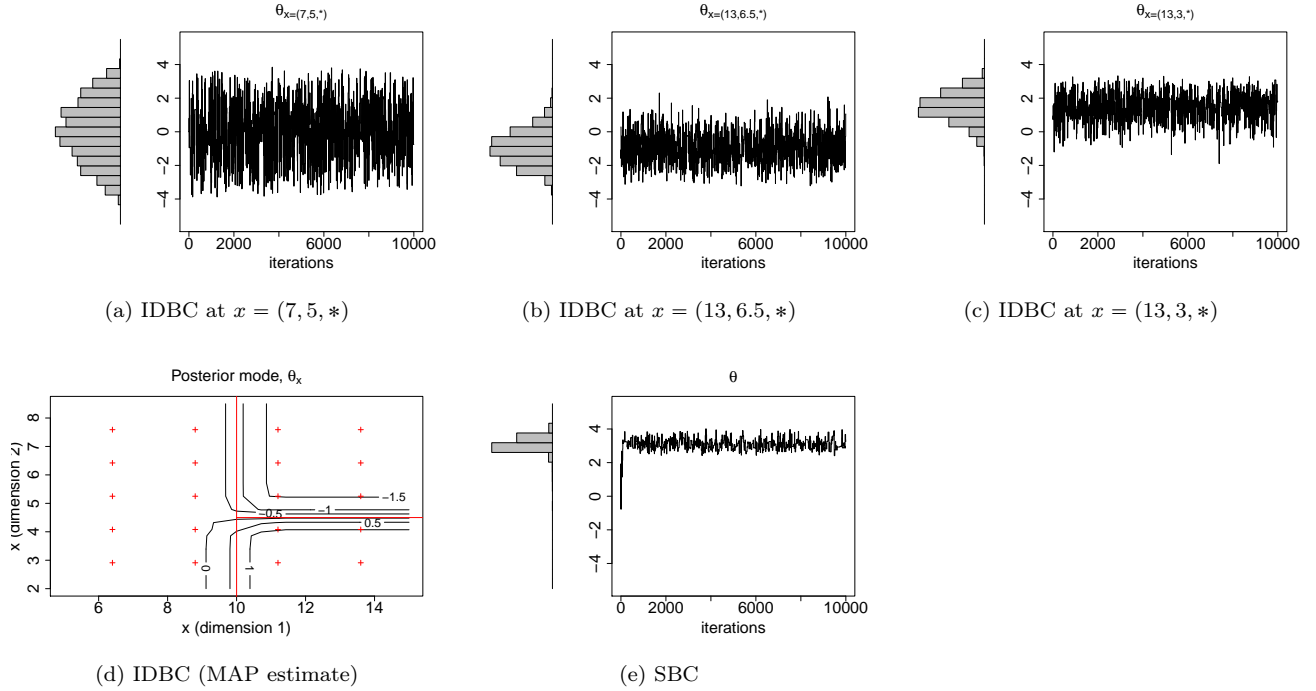 θx=(7,5,*)
4
2
0
−2
−4
0 2000 6000 10000
iterations
(a) IDBC at x = (7, 5, ∗)
θx=(13,6.5,*)
4
2
0
−2
−4
0 2000 6000 10000
iterations
(b) IDBC at x = (13, 6.5, ∗)
θx=(13,3,*)
4
2
0
−2
−4
0 2000 6000 10000
iterations
(c) IDBC at x = (13, 3, ∗)
Posterior mode, θx
x (dimension 2)
8
7
6
5
4
3
2
−1.5
−1
−0.5
0.5
0
1
6 8 10 12 14
x (dimension 1)
(d) IDBC (MAP estimate)
θ
4
2
0
−2
−4
0 2000 6000 10000
iterations
(e) SBC